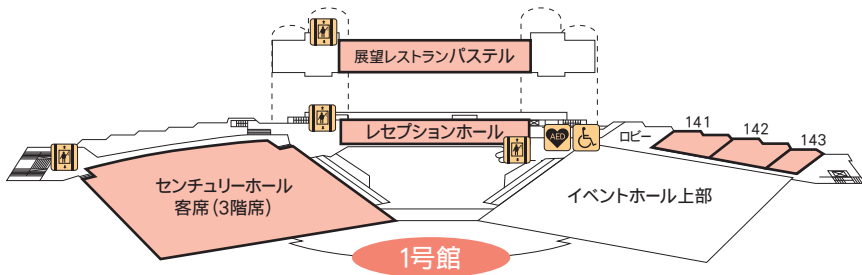 展望レストランパステル
レセプションホール
AED
ロビー
141
142
143
センチュリーホール
客席(3階席)
イベントホール上部
1号館